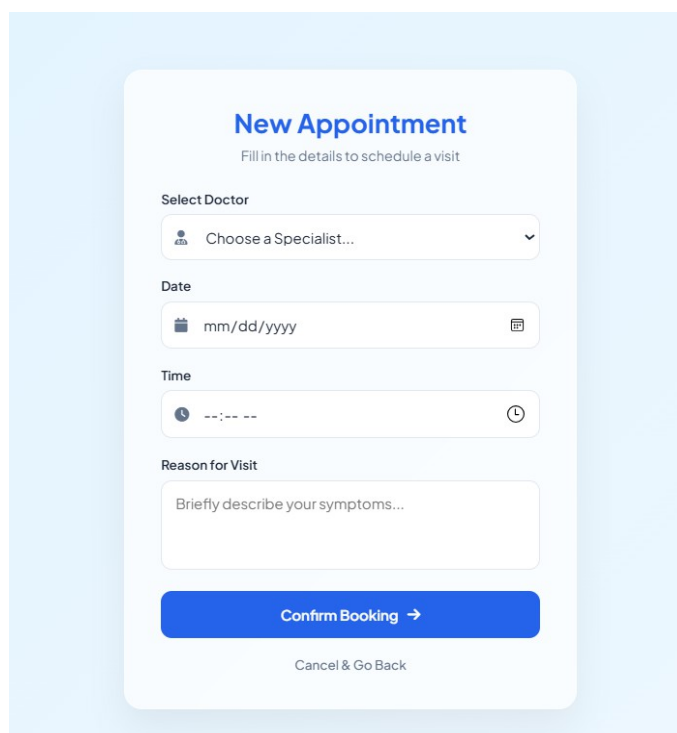 New Appointment
Fill in the details to schedule a visit
Select Doctor
Choose a Specialist...
Date
mm/dd/yyyy
Time
--:-- --
Reason for Visit
Briefly describe your symptoms...
Confirm Booking →
Cancel & Go Back